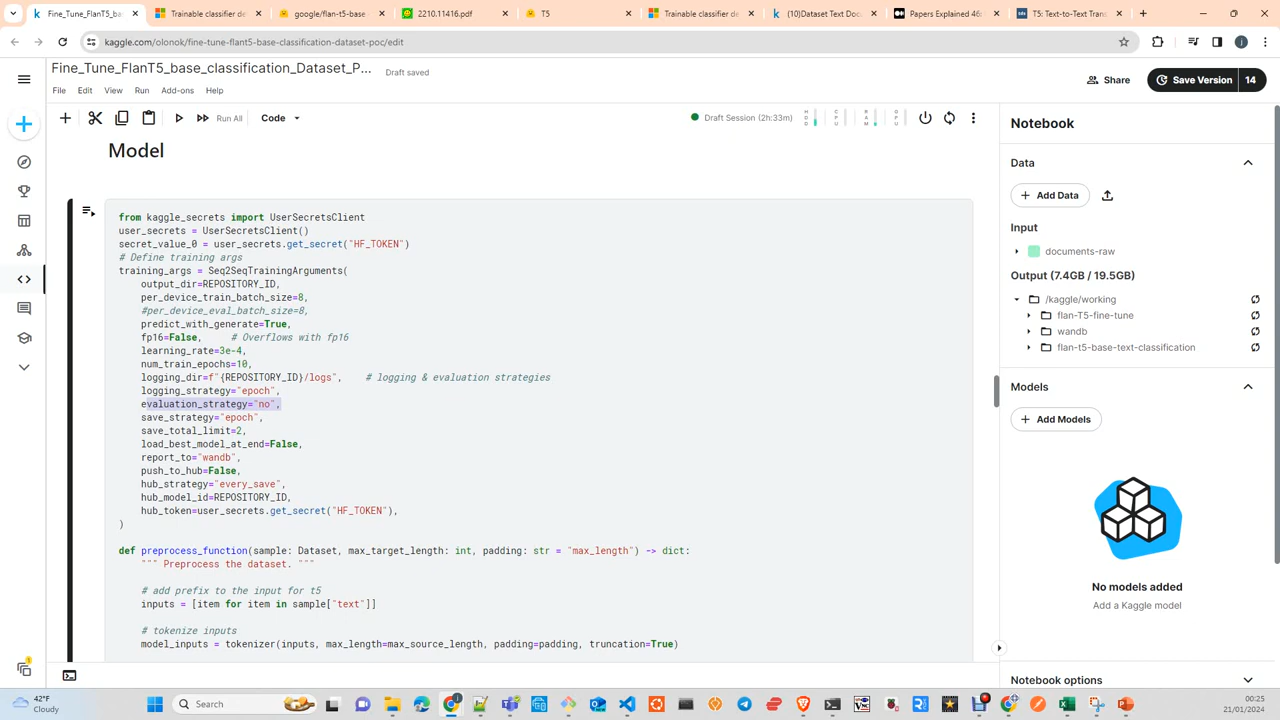 Fine_Tune_FlanT5_bas
Trainable classifier de
google/flan-t5-base
2210.11416.pdf
T5
Trainable classifier de
(10)Dataset Text Docu
Papers Explained 44:
T5: Text-to-Text Tran
kaggle.com/olonok/fine-tune-flant5-base-classification-dataset-poc/edit
Fine_Tune_FlanT5_base_classification_Dataset_P...
Draft saved
Share
Save Version
14
File Edit View Run Add-ons Help
Run All
Code
Draft Session (2h:33m)
HDD
CPU
RAM
GPU
Model
from kaggle_secrets import UserSecretsClient
user_secrets = UserSecretsClient()
secret_value_0 = user_secrets.get_secret("HF_TOKEN")
# Define training args
training_args = Seq2SeqTrainingArguments(
output_dir=REPOSITORY_ID,
per_device_train_batch_size=8,
#per_device_eval_batch_size=8,
predict_with_generate=True,
fp16=False, # Overflows with fp16
learning_rate=3e-4,
num_train_epochs=10,
logging_dir=f"{REPOSITORY_ID}/logs", # logging & evaluation strategies
logging_strategy="epoch",
evaluation_strategy="no",
save_strategy="epoch",
save_total_limit=2,
load_best_model_at_end=False,
report_to="wandb",
push_to_hub=False,
hub_strategy="every_save",
hub_model_id=REPOSITORY_ID,
hub_token=user_secrets.get_secret("HF_TOKEN"),
)
def preprocess_function(sample: Dataset, max_target_length: int, padding: str = "max_length") -> dict:
""" Preprocess the dataset. """
# add prefix to the input for t5
inputs = [item for item in sample["text"]]
# tokenize inputs
model_inputs = tokenizer(inputs, max_length=max_source_length, padding=padding, truncation=True)
Notebook
Data
Add Data
Input
documents-raw
Output (7.4GB / 19.5GB)
/kaggle/working
flan-T5-fine-tune
wandb
flan-t5-base-text-classification
Models
Add Models
No models added
Add a Kaggle model
Notebook options
42°F
Cloudy
Search
00:25
21/01/2024